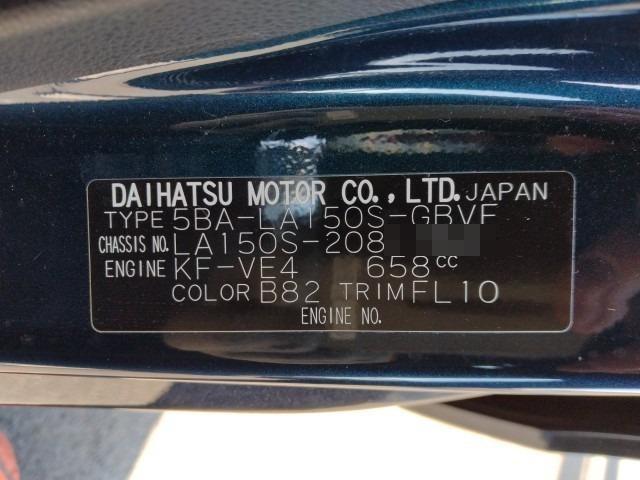 DAIHATSU MOTOR CO., LTD. JAPAN
TYPE 5BA-LA150S-GBVF
CHASSIS NO. LA150S-208
ENGINE KF-VE4 658cc
COLOR B82 TRIM FL10
ENGINE NO.